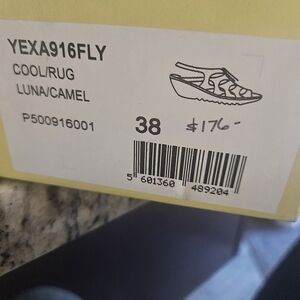 YEXA916FLY
COOL/RUG
LUNA/CAMEL
P500916001
38 $176-
5 601360 489204